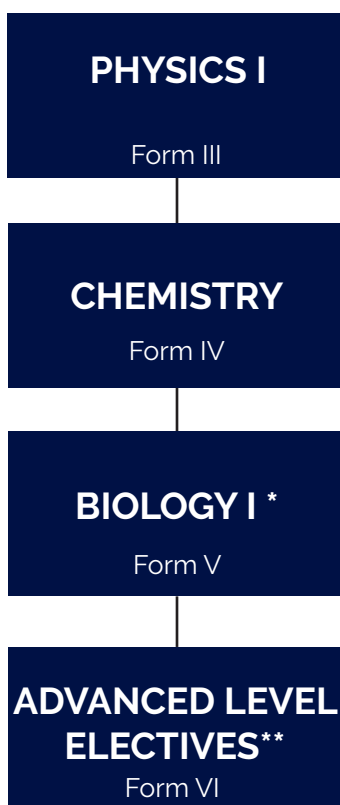 PHYSICS I
Form III
CHEMISTRY
Form IV
BIOLOGY I *
Form V
ADVANCED LEVEL
ELECTIVES**
Form VI